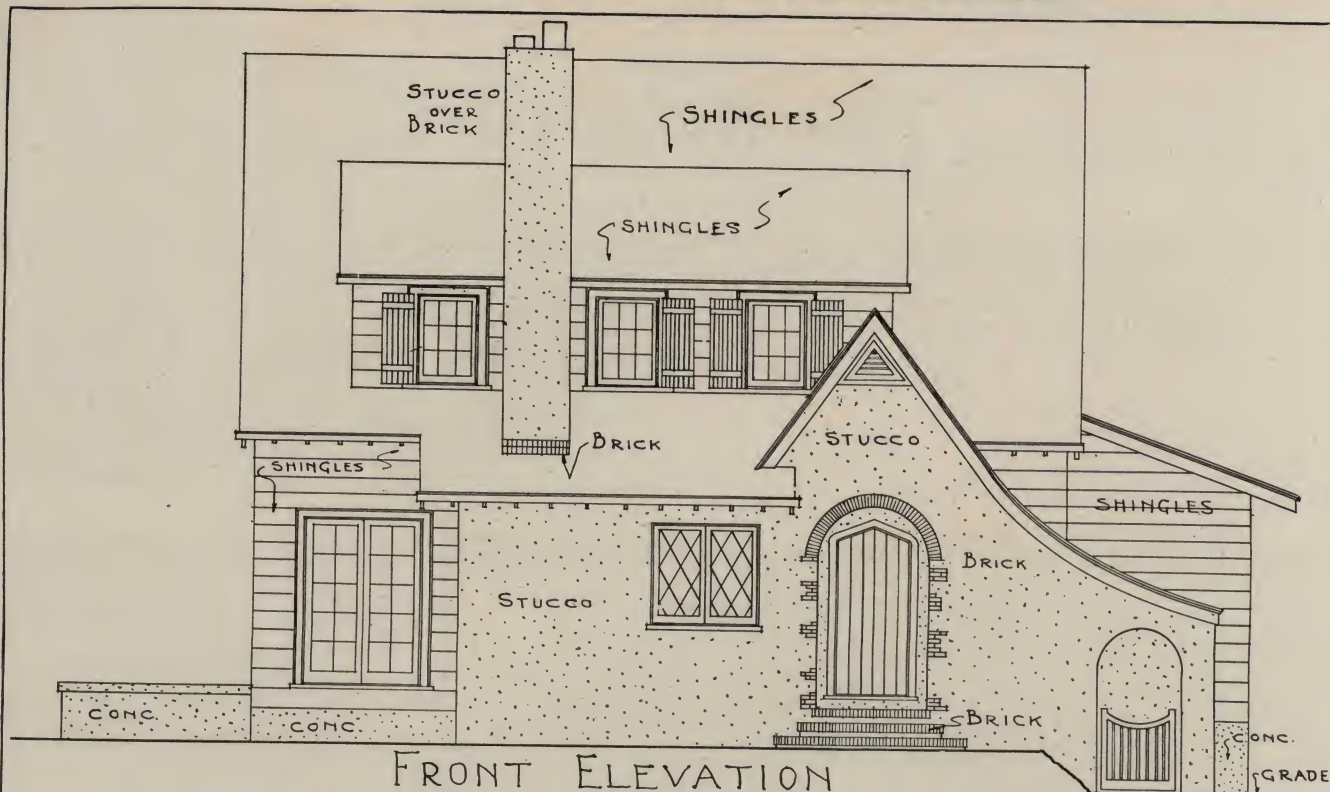 STUCCO
OVER
BRICK
SHINGLES
SHINGLES
BRICK
STUCCO
SHINGLES
SHINGLES
BRICK
STUCCO
CONC.
CONC
BRICK
CONC.
GRADE
FRONT ELEVATION